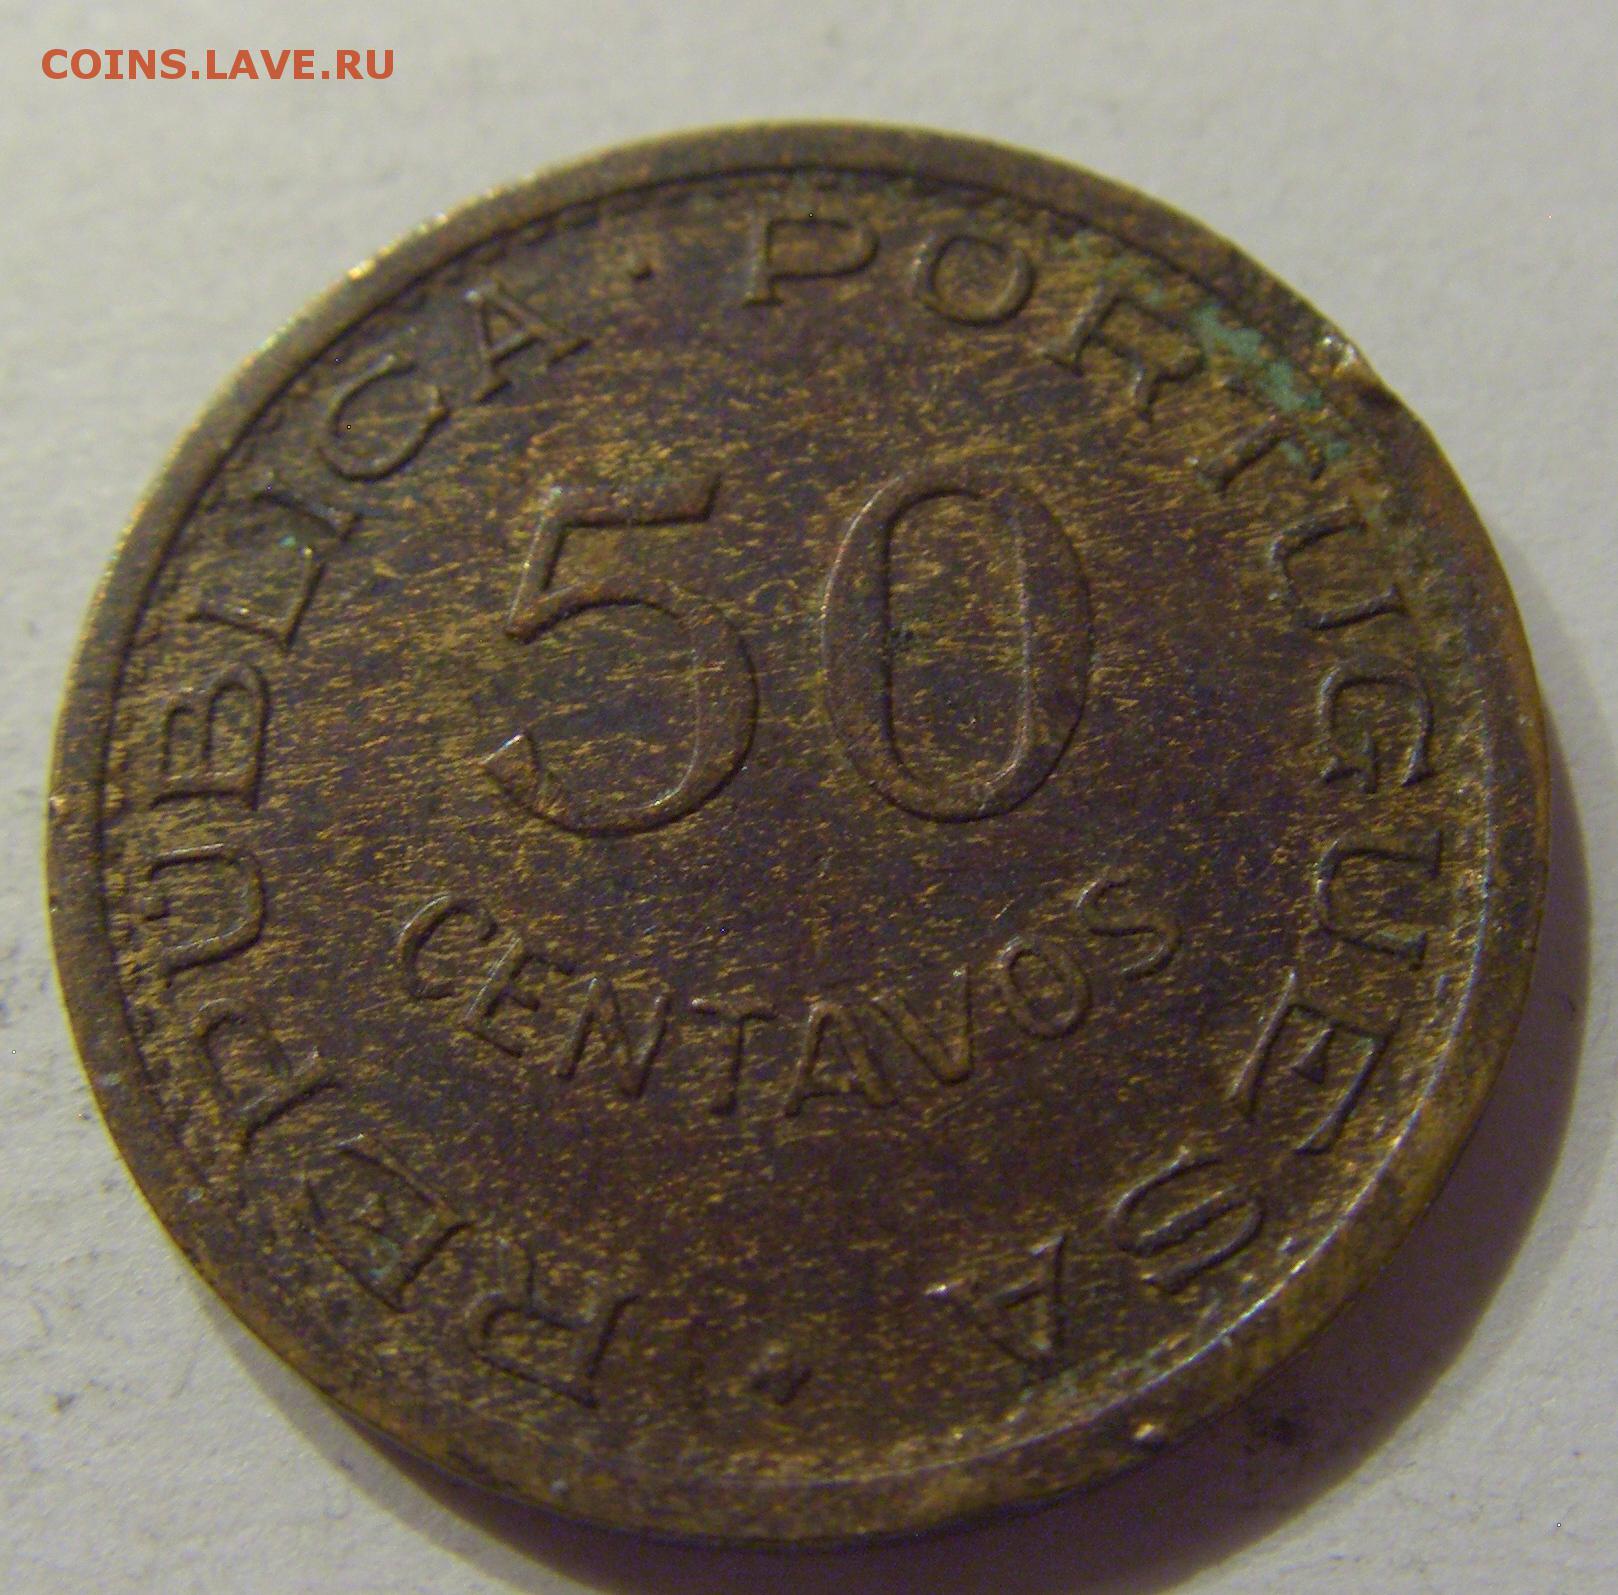 COINS.LAVE.RU
REPUBLICA · PORTUGUESA ·
50
CENTAVOS